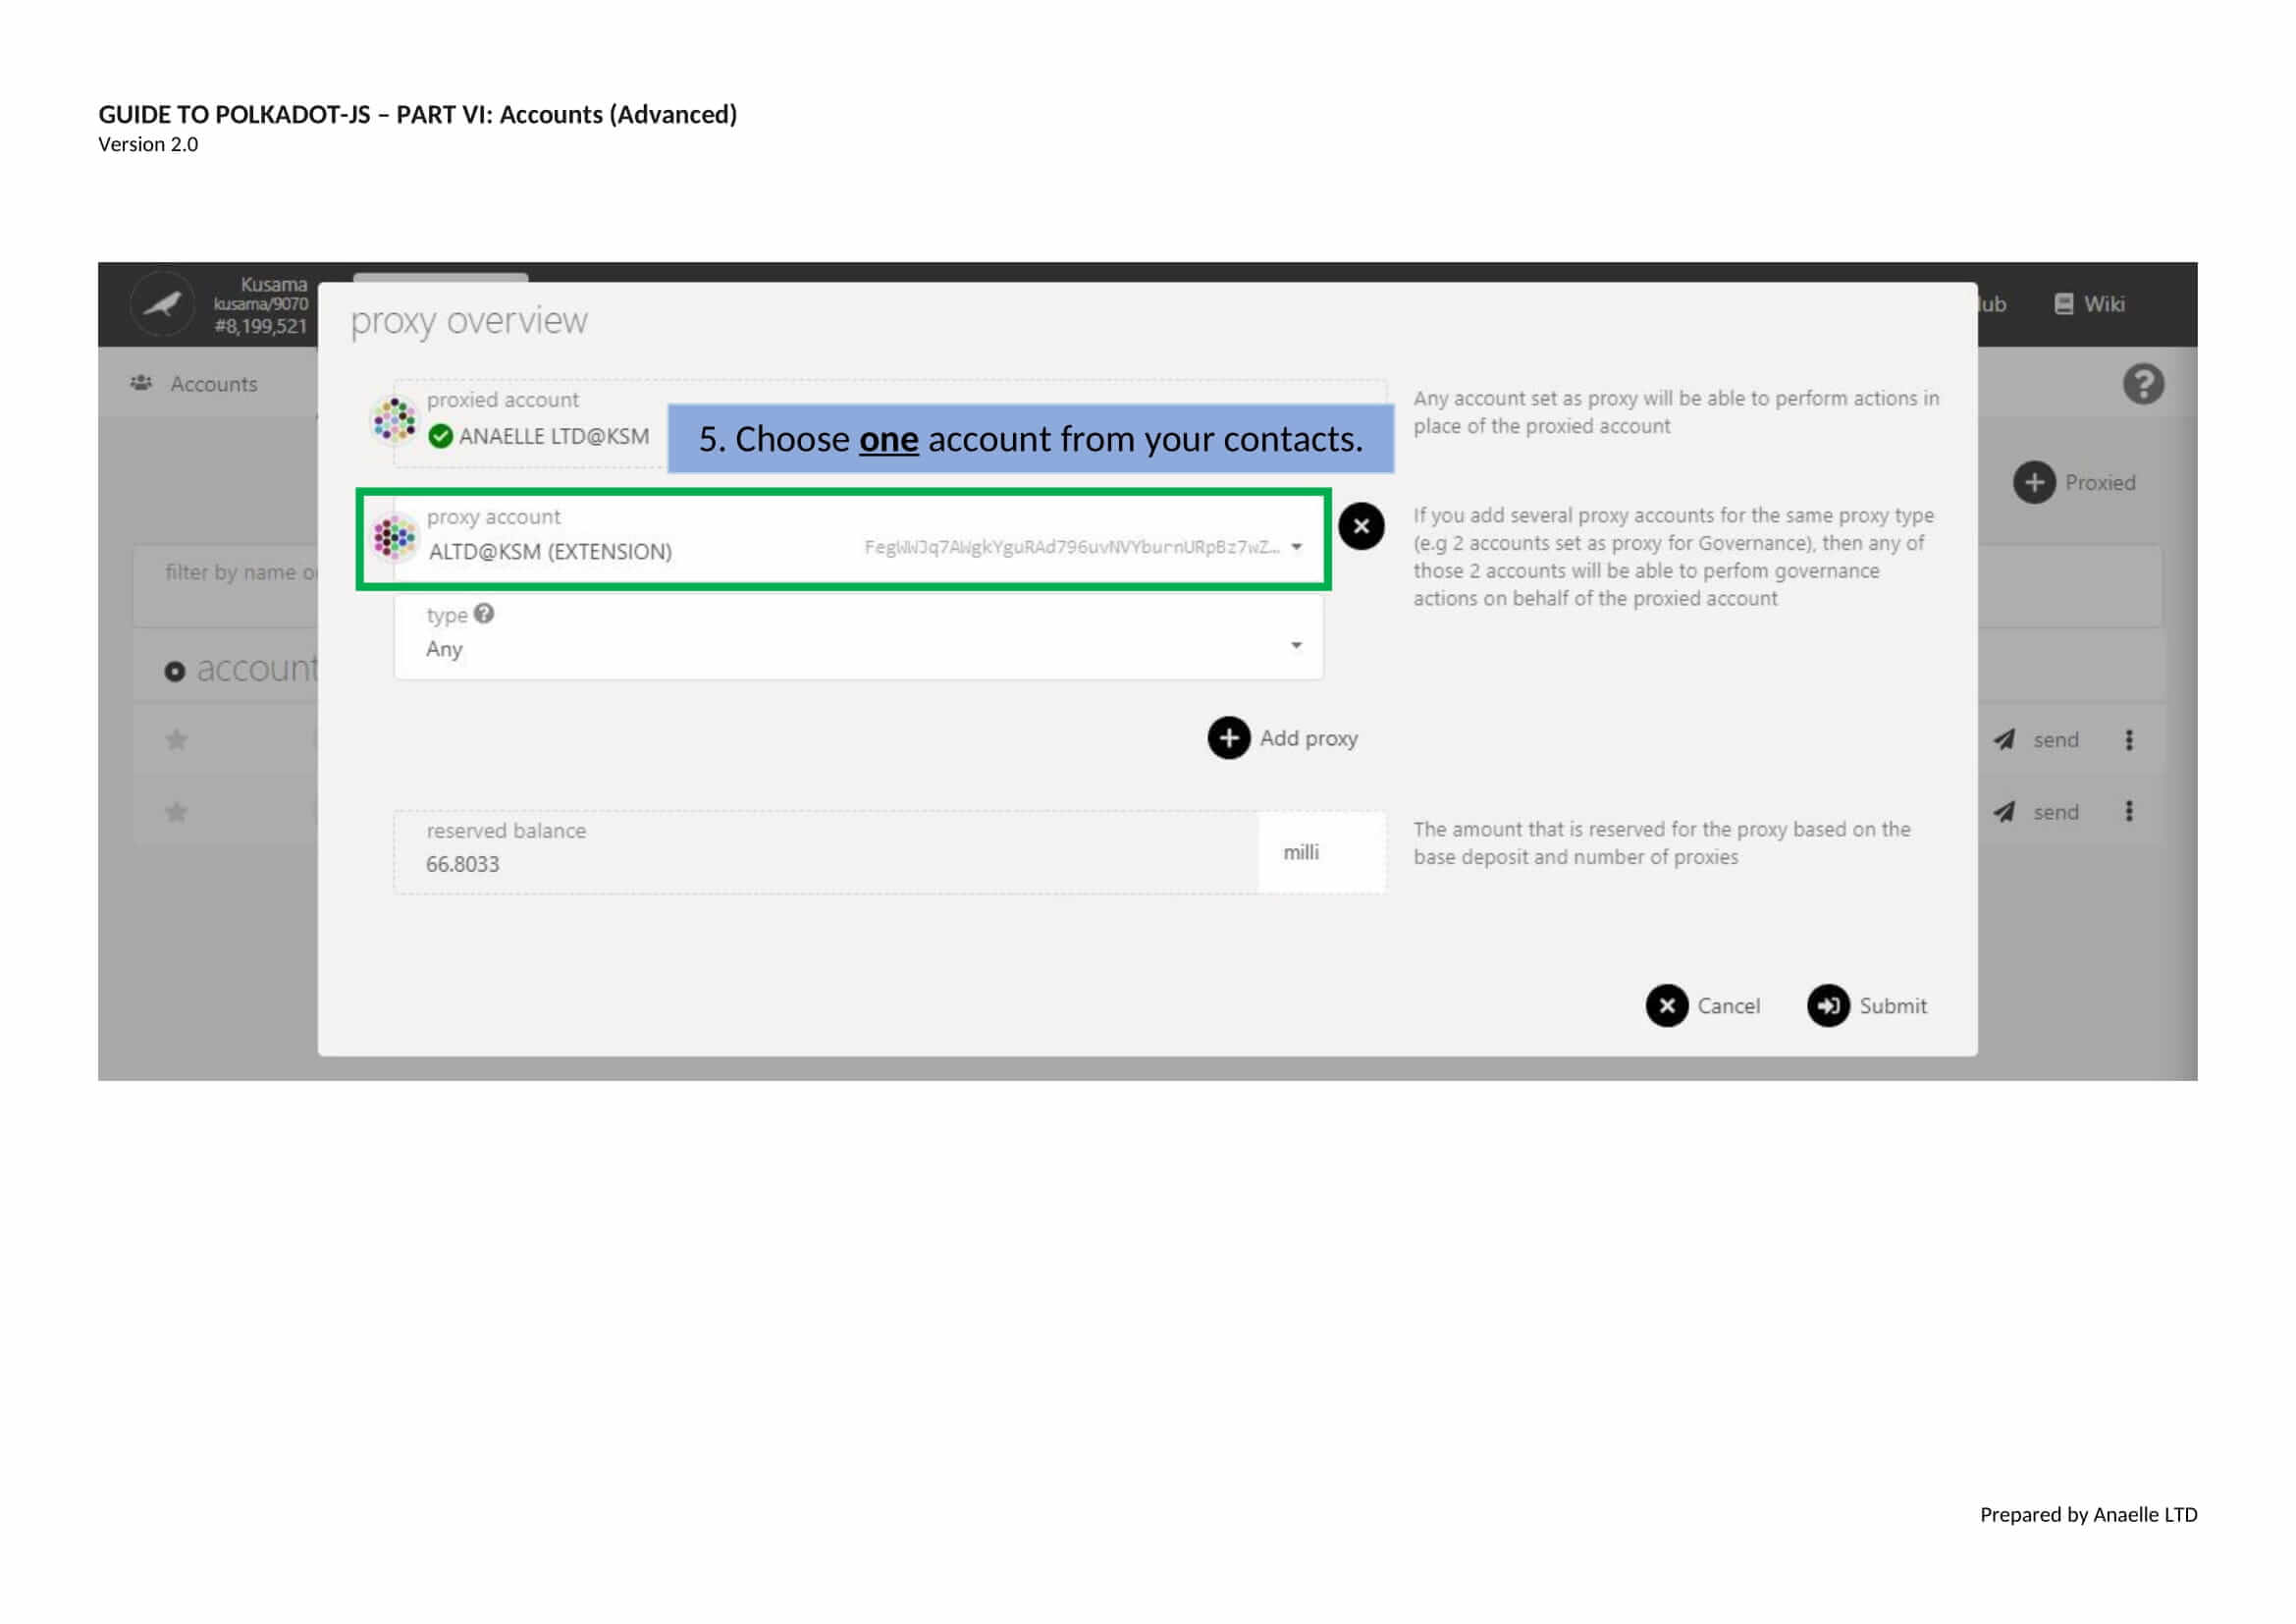 GUIDE TO POLKADOT-JS – PART VI: Accounts (Advanced)
Version 2.0
Kusama
kusama/9070
#8,199,521
proxy overview
Wiki
Accounts
proxied account
ANAELLE LTD@KSM
5. Choose one account from your contacts.
Any account set as proxy will be able to perform actions in
place of the proxied account
Proxied
proxy account
ALTD@KSM (EXTENSION)
FegWWJq7AWgkYguRAd796uvNVYburnURpBz7wZ…
If you add several proxy accounts for the same proxy type
(e.g 2 accounts set as proxy for Governance), then any of
those 2 accounts will be able to perfom governance
actions on behalf of the proxied account
filter by name o
type
Any
account
Add proxy
send
send
reserved balance
66.8033
milli
The amount that is reserved for the proxy based on the
base deposit and number of proxies
Cancel
Submit
Prepared by Anaelle LTD